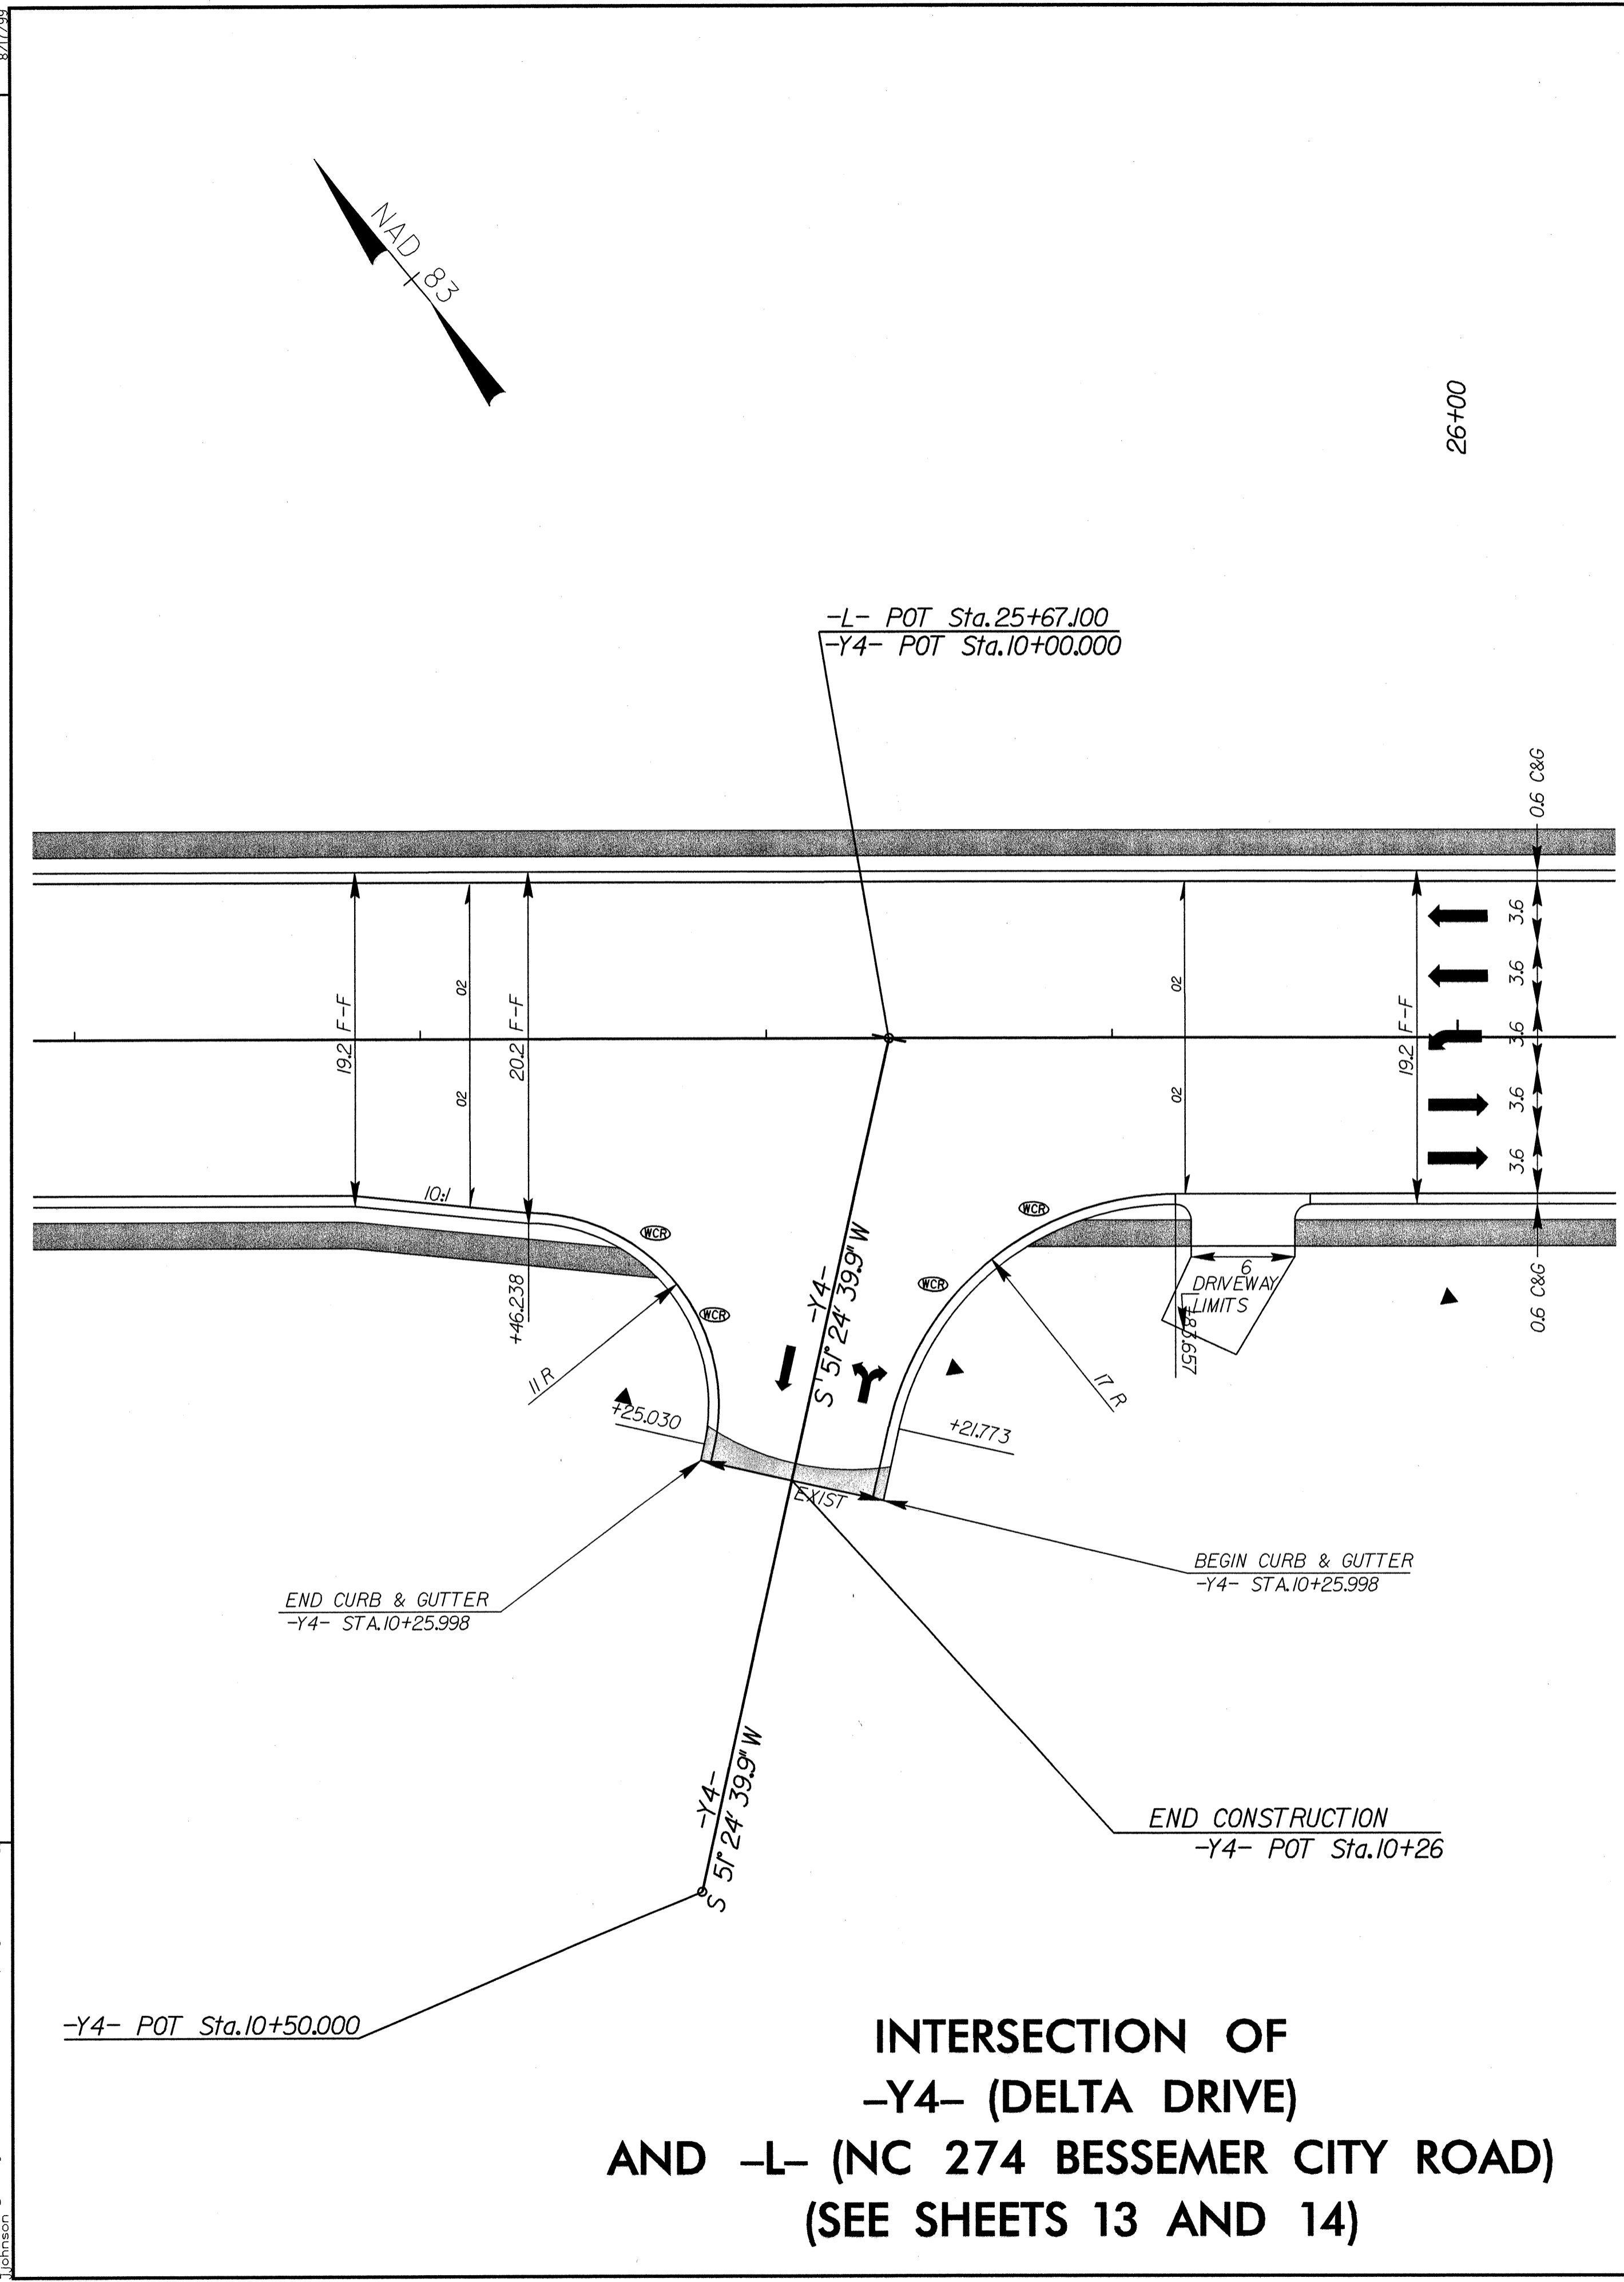 8/17/99
NAD 83
26+00
-L- POT Sta. 25+67.100
-Y4- POT Sta. 10+00.000
0.6 C&G
3.6
3.6
3.6
3.6
3.6
0.6 C&G
19.2 F-F
02
02
20.2 F-F
02
02
19.2 F-F
10:1
WCR
WCR
WCR
WCR
+46.238
11 R
+25.030
-Y4-
S 51° 24' 39.9" W
17 R
+21.773
6
DRIVEWAY
LIMITS
+83.657
EXIST
BEGIN CURB & GUTTER
-Y4- STA. 10+25.998
END CURB & GUTTER
-Y4- STA. 10+25.998
-Y4-
S 51° 24' 39.9" W
END CONSTRUCTION
-Y4- POT Sta. 10+26
-Y4- POT Sta. 10+50.000
INTERSECTION OF
-Y4- (DELTA DRIVE)
AND -L- (NC 274 BESSEMER CITY ROAD)
(SEE SHEETS 13 AND 14)